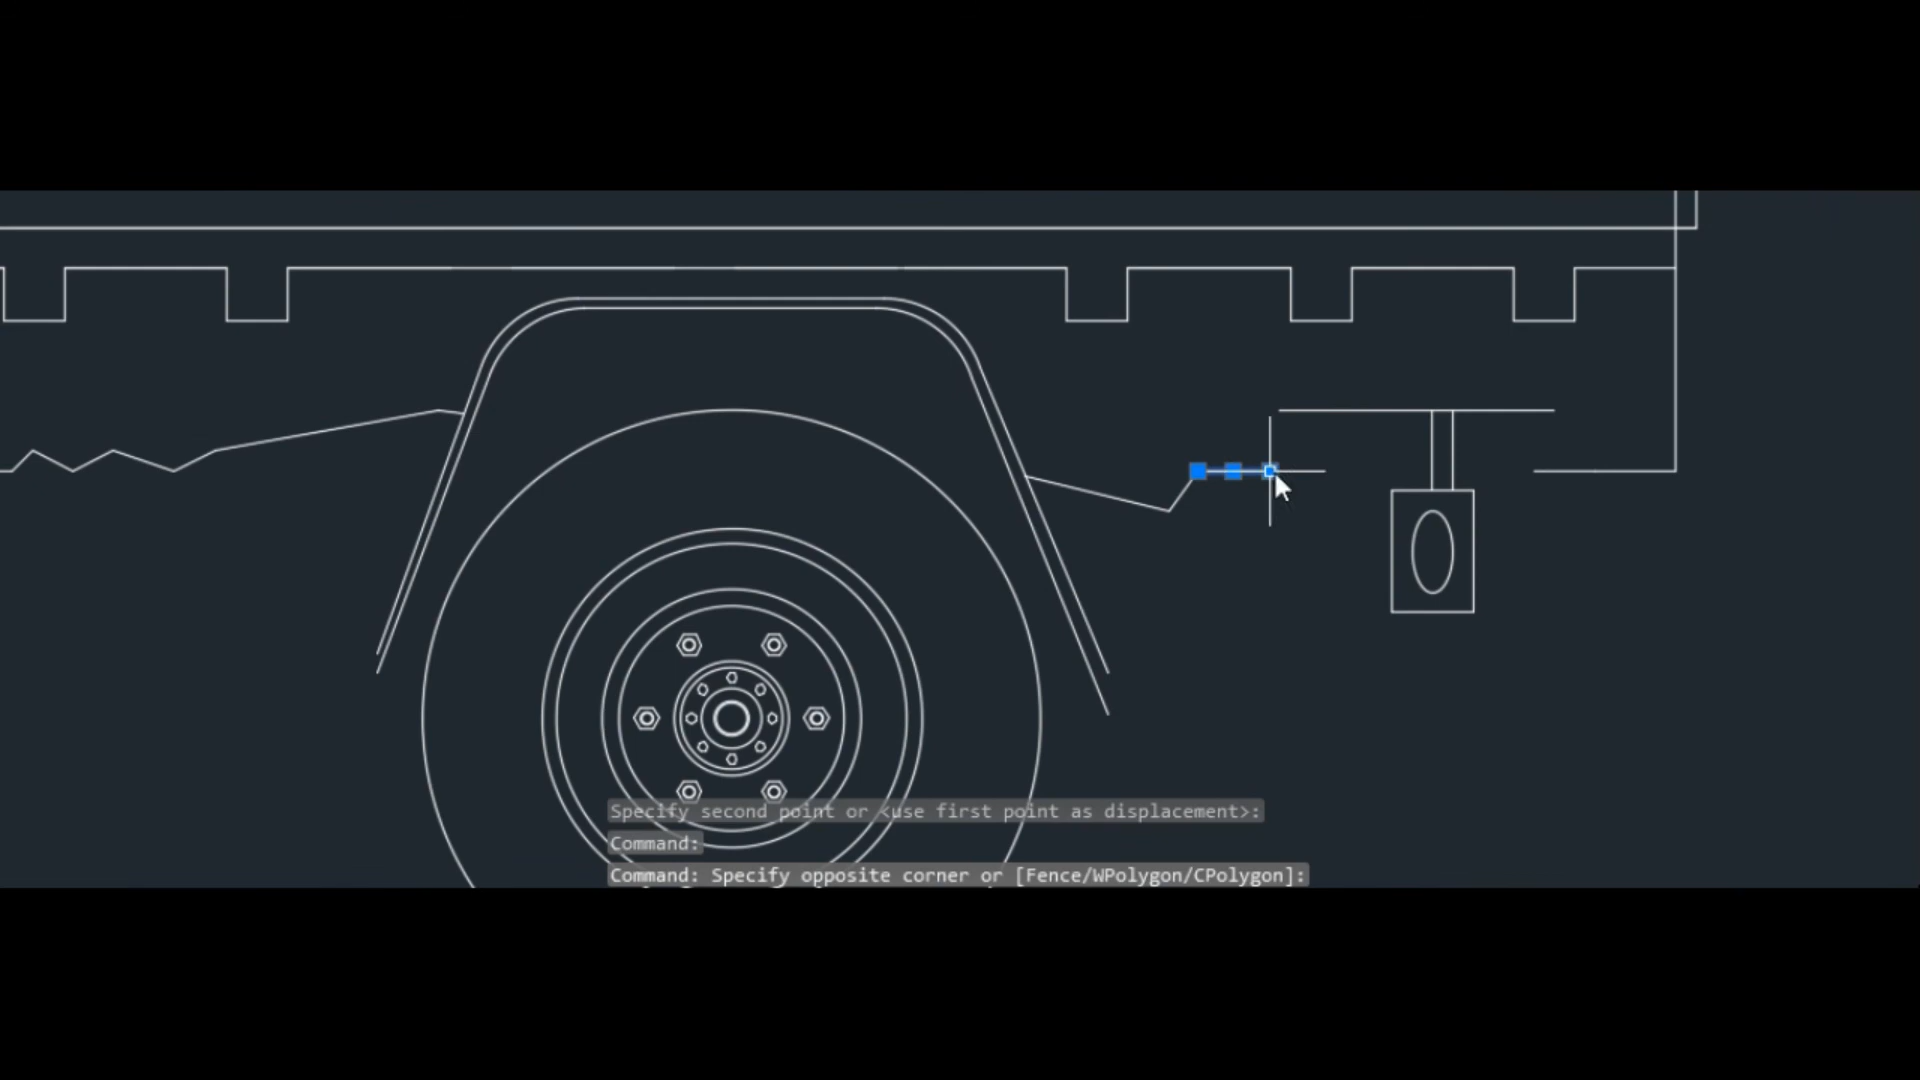 Specify second point or <use first point as displacement>:
Command:
Command: Specify opposite corner or [Fence/WPolygon/CPolygon]: